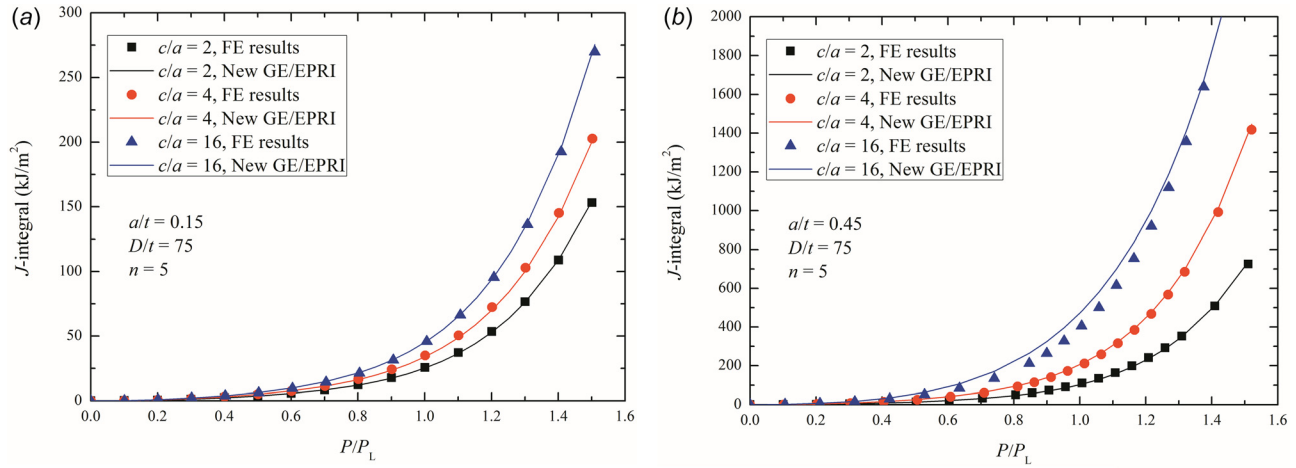 (a)
300
250
200
150
100
50
0
J-integral (kJ/m²)
c/a = 2, FE results
c/a = 2, New GE/EPRI
c/a = 4, FE results
c/a = 4, New GE/EPRI
c/a = 16, FE results
c/a = 16, New GE/EPRI
a/t = 0.15
D/t = 75
n = 5
0.0 0.2 0.4 0.6 0.8 1.0 1.2 1.4 1.6
P/P_L
(b)
2000
1800
1600
1400
1200
1000
800
600
400
200
0
J-integral (kJ/m²)
c/a = 2, FE results
c/a = 2, New GE/EPRI
c/a = 4, FE results
c/a = 4, New GE/EPRI
c/a = 16, FE results
c/a = 16, New GE/EPRI
a/t = 0.45
D/t = 75
n = 5
0.0 0.2 0.4 0.6 0.8 1.0 1.2 1.4 1.6
P/P_L